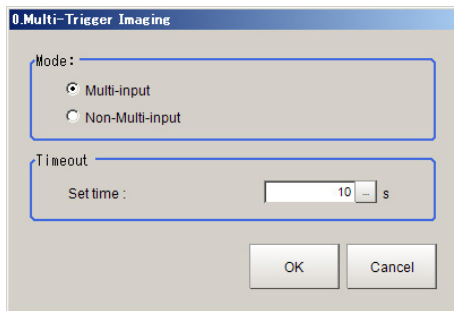 0.Multi-Trigger Imaging
Mode:
Multi-input
Non-Multi-input
Timeout
Set time : 10 ... s
OK Cancel